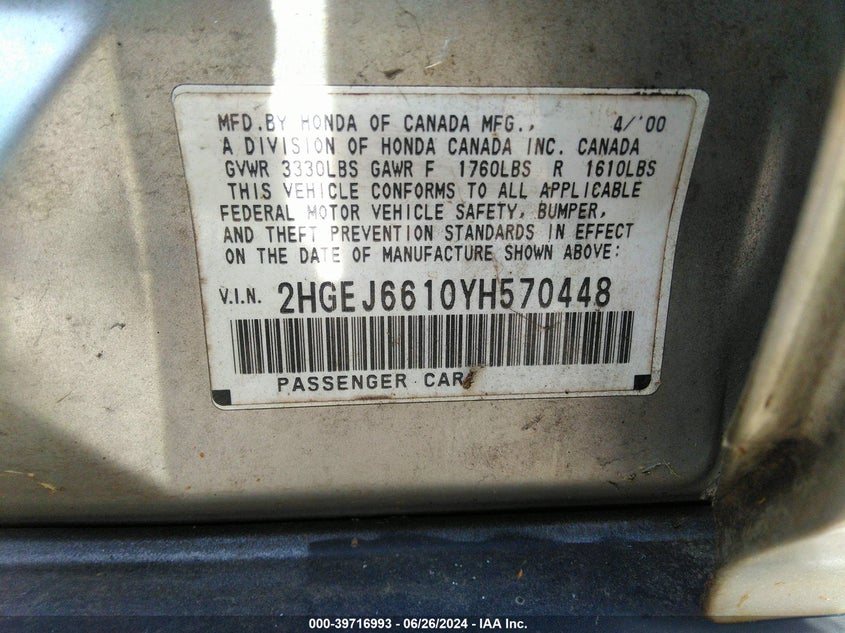 MFD.BY HONDA OF CANADA MFG., 4/'00
A DIVISION OF HONDA CANADA INC. CANADA
GVWR 3330LBS GAWR F 1760LBS R 1610LBS
THIS VEHICLE CONFORMS TO ALL APPLICABLE
FEDERAL MOTOR VEHICLE SAFETY, BUMPER,
AND THEFT PREVENTION STANDARDS IN EFFECT
ON THE DATE OF MANUFACTURE SHOWN ABOVE:
V.I.N. 2HGEJ6610YH570448
PASSENGER CAR
000-39716993 / 06/26/2024 - IAA Inc.